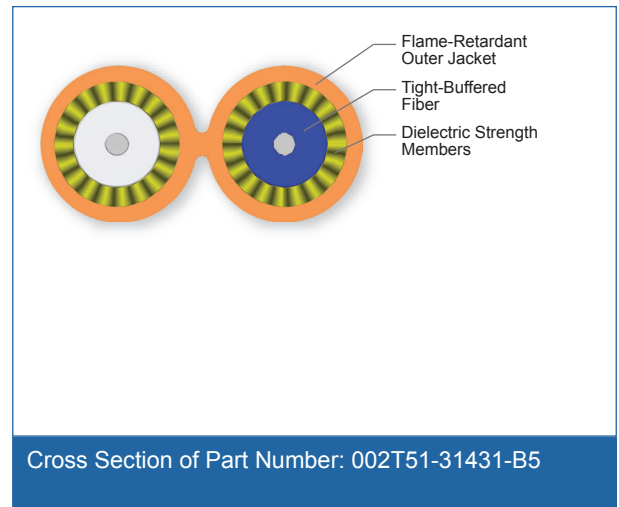 Flame-Retardant
Outer Jacket
Tight-Buffered
Fiber
Dielectric Strength
Members
Cross Section of Part Number: 002T51-31431-B5